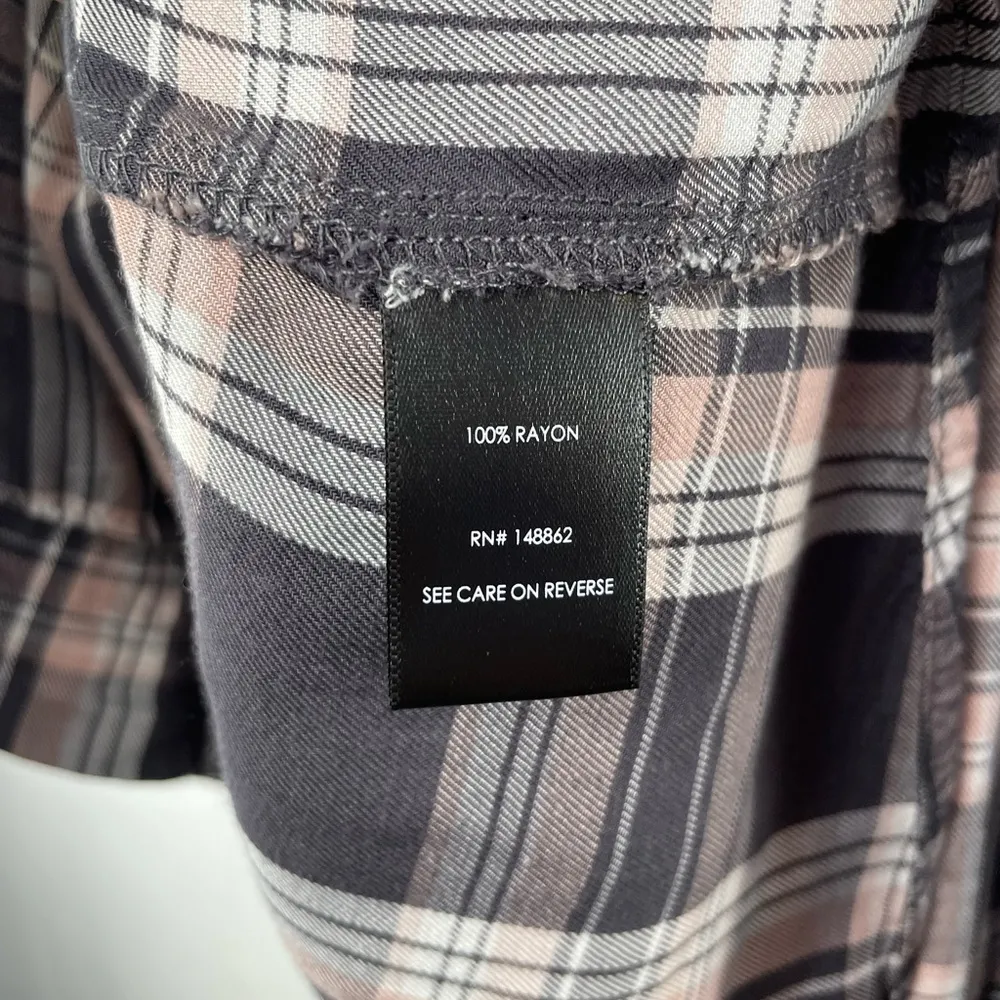 100% RAYON
RN# 148862
SEE CARE ON REVERSE